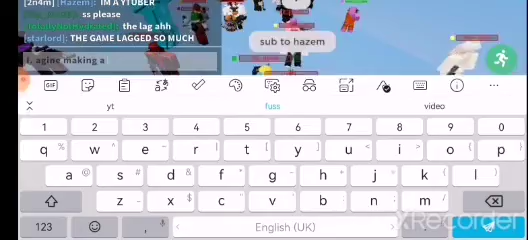 [2n4m] [Hazem]: IM A YTUBER
ss please
the lag ahh
[starlord]: THE GAME LAGGED SO MUCH
I, agine making a
sub to hazem
GIF
yt fuss video
1 2 3 4 5 6 7 8 9 0
q % w ^ e ~ r | t [ y ] u < i > o { p }
a @ s # d & f * g - h + j = k ( l )
z _ x $ c " v ' b : n ; m /
123 , English (UK)
XRecorder